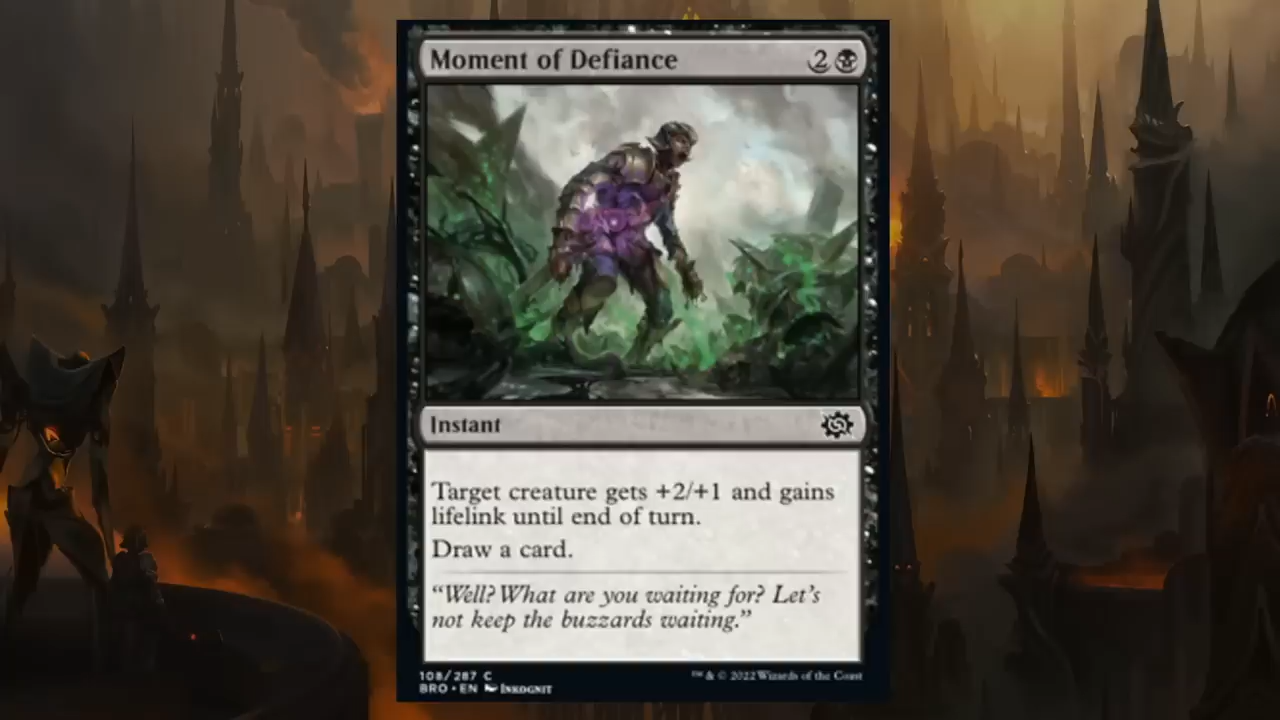 Moment of Defiance 2
Instant
Target creature gets +2/+1 and gains
lifelink until end of turn.
Draw a card.
“Well? What are you waiting for? Let’s
not keep the buzzards waiting.”
108/287 C
™ & © 2022 Wizards of the Coast
BRO • EN Inkognit